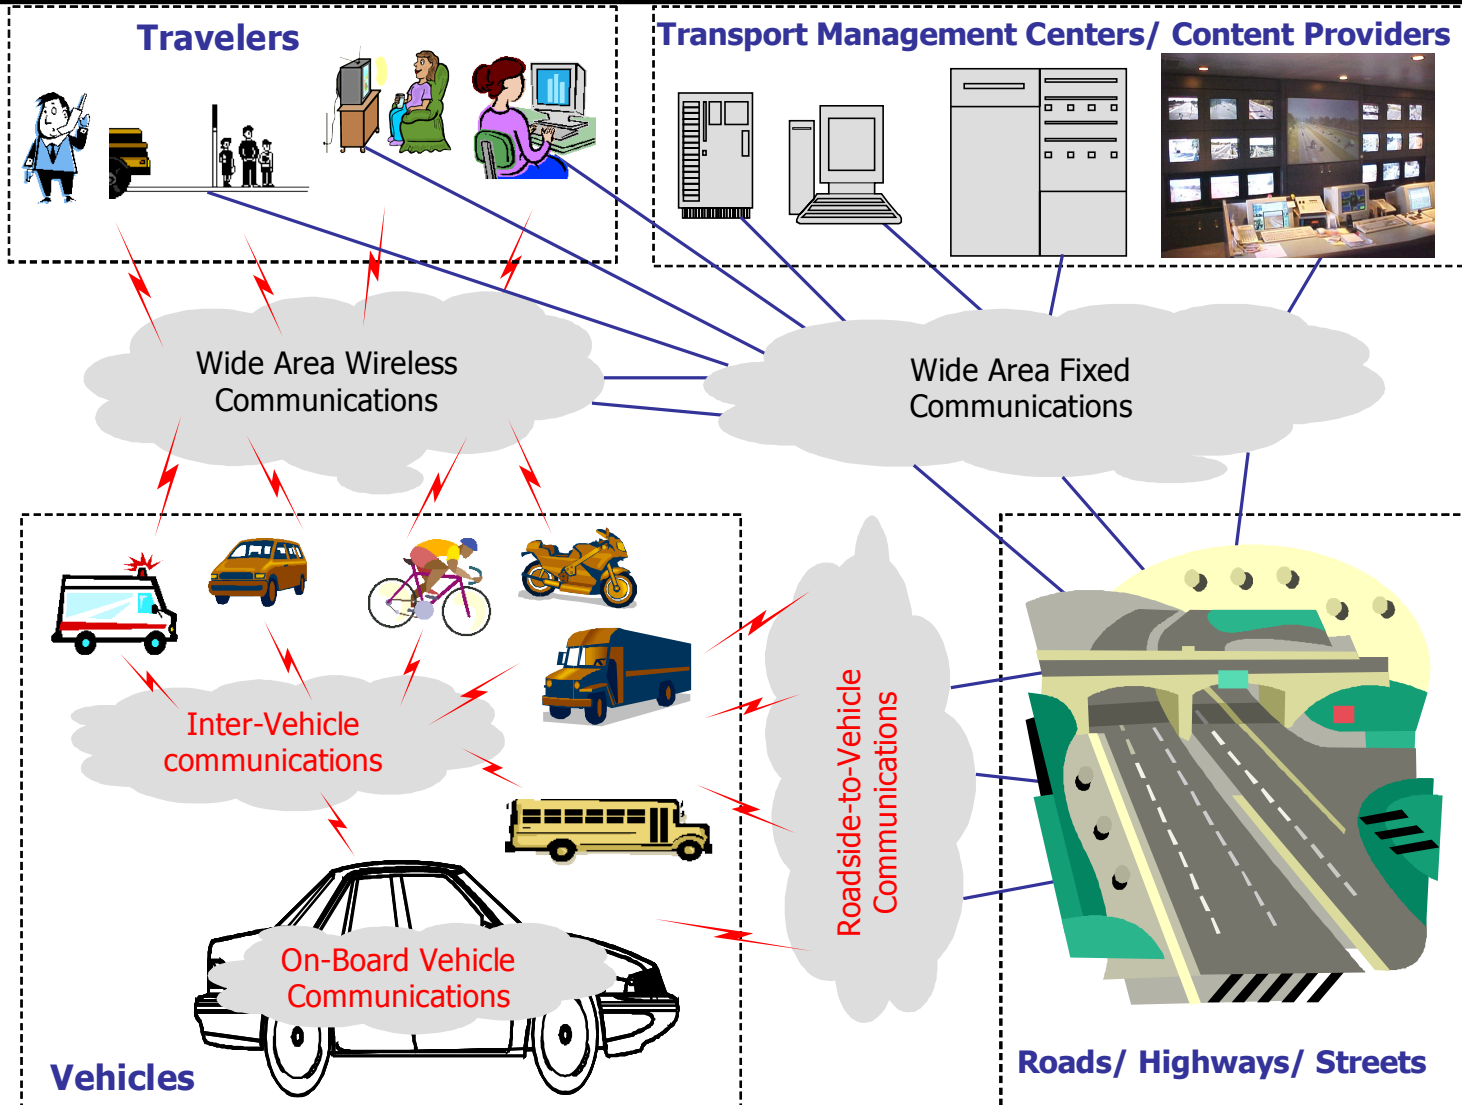 Travelers
Transport Management Centers/ Content Providers
Wide Area Wireless
Communications
Wide Area Fixed
Communications
Inter-Vehicle
communications
Roadside-to-Vehicle
Communications
On-Board Vehicle
Communications
Vehicles
Roads/ Highways/ Streets